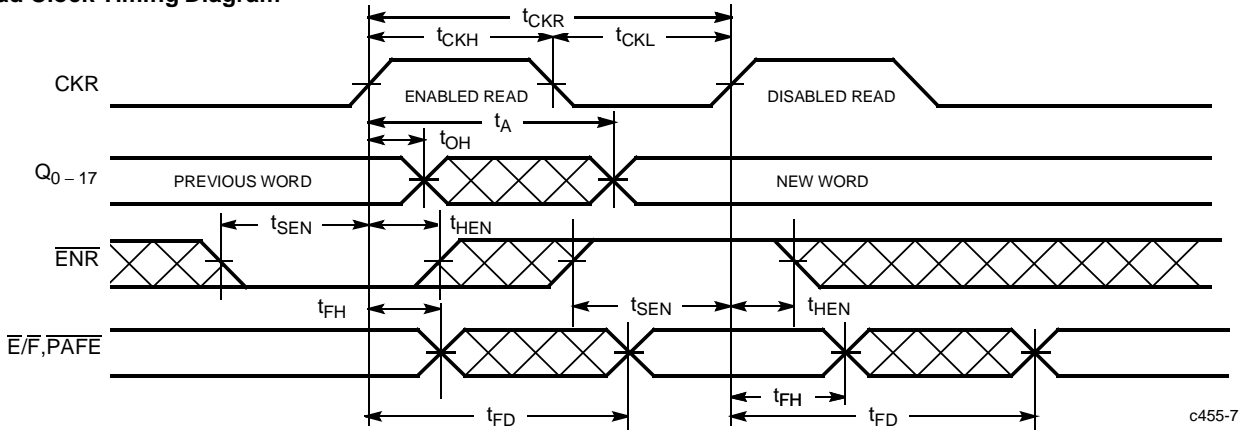 ad Clock Timing Diagram
tCKR
tCKH
tCKL
CKR
ENABLED READ
DISABLED READ
tA
tOH
Q0 – 17
PREVIOUS WORD
NEW WORD
tSEN
tHEN
ENR
tSEN
tHEN
tFH
E/F,PAFE
tFH
tFD
tFD
c455-7